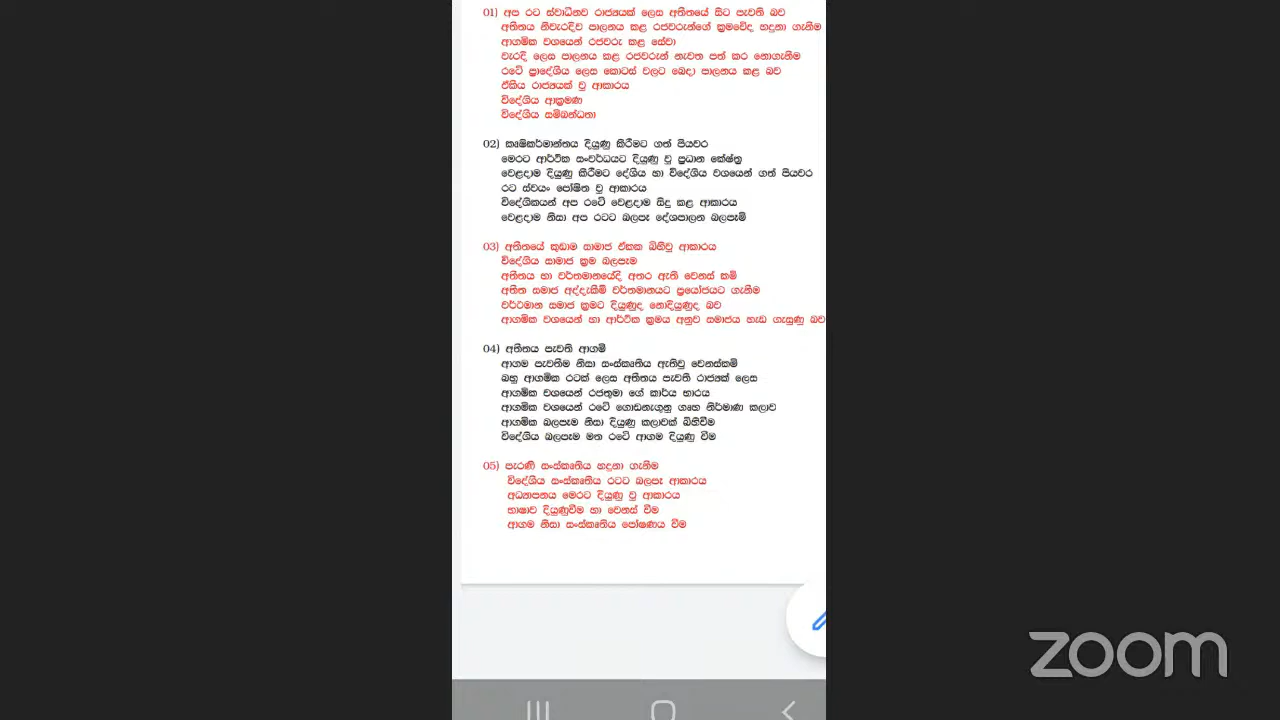 01) අප රට ස්වාධීනව රාජ්‍යයක් ලෙස අතීතයේ සිට පැවති බව
අතීතය නිවැරදිව පාලනය කළ රජවරුන්ගේ ක්‍රමවේද හදුනා ගැනීම
ආගමික වශයෙන් රජවරු කළ සේවා
වැරදි ලෙස පාලනය කළ රජවරුන් නැවත පත් කර නොගැනීම
රටේ ප්‍රාදේශීය ලෙස කොටස් වලට බෙදා පාලනය කළ බව
ඒකීය රාජ්‍යයක් වූ ආකාරය
විදේශිය ආක්‍රමණ
විදේශීය සම්බන්ධතා
02) කෘෂිකර්මාන්තය දියුණු කිරීමට ගත් පියවර
මෙරට ආර්ථික සංවර්ධයට දියුණු වූ ප්‍රධාන ක්ෂේත්‍ර
වෙළදාම දියුණු කිරීමට දේශීය හා විදේශීය වශයෙන් ගත් පියවර
රට ස්වයං පෝෂිත වූ ආකාරය
විදේශිකයන් අප රටේ වෙළදාම සිදු කළ ආකාරය
වෙළදාම නිසා අප රටට බලපෑ දේශපාලන බලපෑම්
03) අතීතයේ කුඩාම සාමාජ ඒකක බිහිවූ ආකාරය
විදේශීය සාමාජ ක්‍රම බලපෑම
අතීතය හා වර්තමානයේදි අතර ඇති වෙනස් කම්
අතීත සමාජ අද්දැකීම් වර්තමානයට ප්‍රයෝජයට ගැනීම
වර්ථමාන සමාජ ක්‍රමට දියුණුද නොදියුණුද බව
ආගමික වශයෙන් හා ආර්ථික ක්‍රමය අනුව සමාජය හැඩ ගැසුණු බව
04) අතීතය පැවති ආගම්
ආගම පැවතීම නිසා සංස්කෘතිය ඇතිවු වෙනස්කම්
බහු ආගමික රටක් ලෙස අතීතය පැවති රාජ්‍යක් ලෙස
ආගමික වශයෙන් රජතුමා ගේ කාර්ය භාරය
ආගමික වශයෙන් රටේ ගොඩනැගුනු ගෘහ නිර්මාණ කලාව
ආගමික බලපෑම නිසා දියුණු කලාවක් බිහිවීම
විදේශිය බලපෑම මත රටේ ආගම දියුණු වීම
05) පැරණි සංස්කෘතිය හදුනා ගැනීම
විදේශීය සංස්කෘතිය රටට බලපෑ ආකාරය
අධ්‍යාපනය මෙරට දියුණු වූ ආකාරය
භාෂාව දියුණුවීම හා වෙනස් වීම
ආගම නිසා සංස්කෘතිය පෝෂණය වීම
zoom